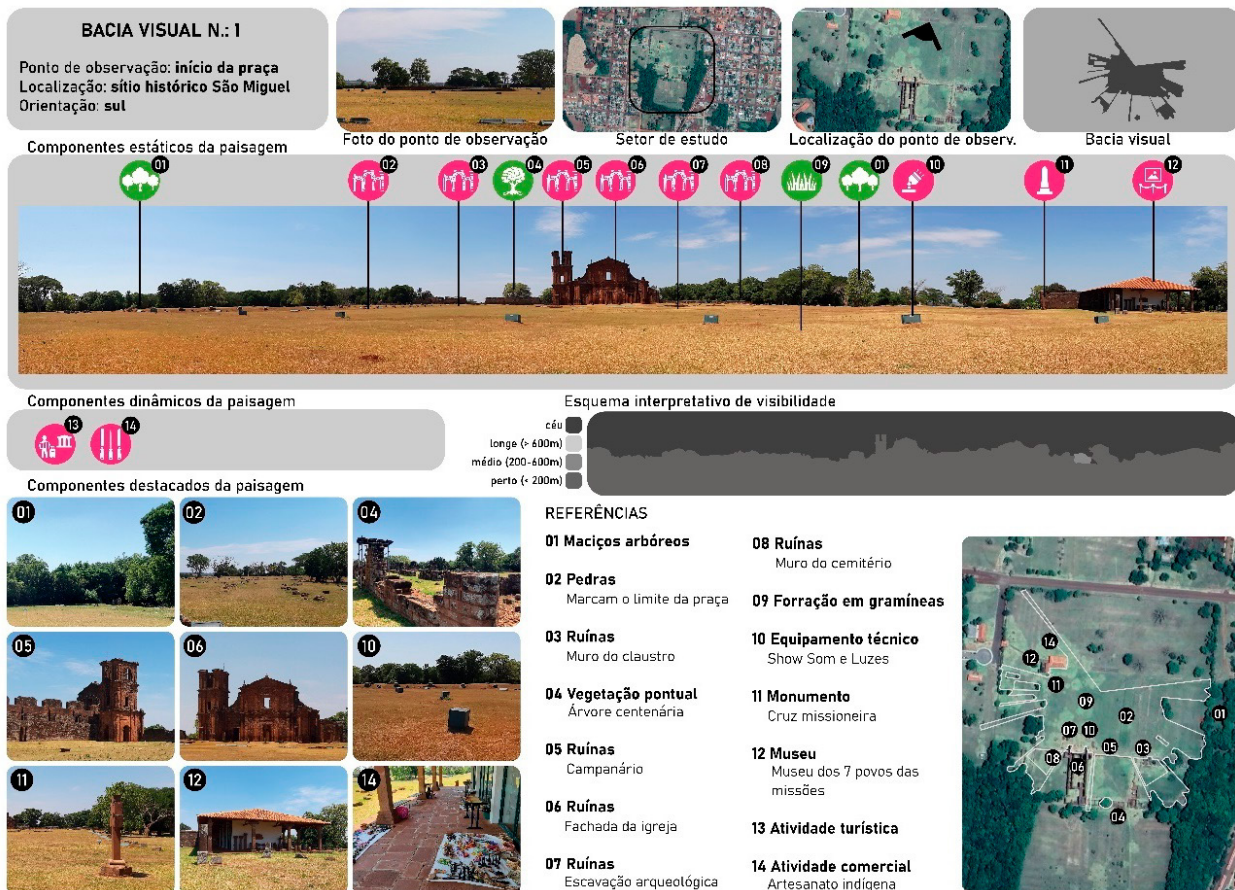 BACIA VISUAL N.: 1
Ponto de observação: início da praça
Localização: sítio histórico São Miguel
Orientação: sul
Foto do ponto de observação
Setor de estudo
Localização do ponto de observ.
Bacia visual
Componentes estáticos da paisagem
01 02 03 04 05 06 07 08 09 01 10 11 12
Componentes dinâmicos da paisagem
13 14
Esquema interpretativo de visibilidade
céu
longe (> 600m)
médio (200-600m)
perto (< 200m)
Componentes destacados da paisagem
01 02 04
05 06 10
11 12 14
REFERÊNCIAS
01 Maciços arbóreos
02 Pedras
Marcam o limite da praça
03 Ruínas
Muro do claustro
04 Vegetação pontual
Árvore centenária
05 Ruínas
Campanário
06 Ruínas
Fachada da igreja
07 Ruínas
Escavação arqueológica
08 Ruínas
Muro do cemitério
09 Forração em gramíneas
10 Equipamento técnico
Show Som e Luzes
11 Monumento
Cruz missioneira
12 Museu
Museu dos 7 povos das
missões
13 Atividade turística
14 Atividade comercial
Artesanato indígena
14
12
11
09
02
01
07 10
05 03
08 06
04